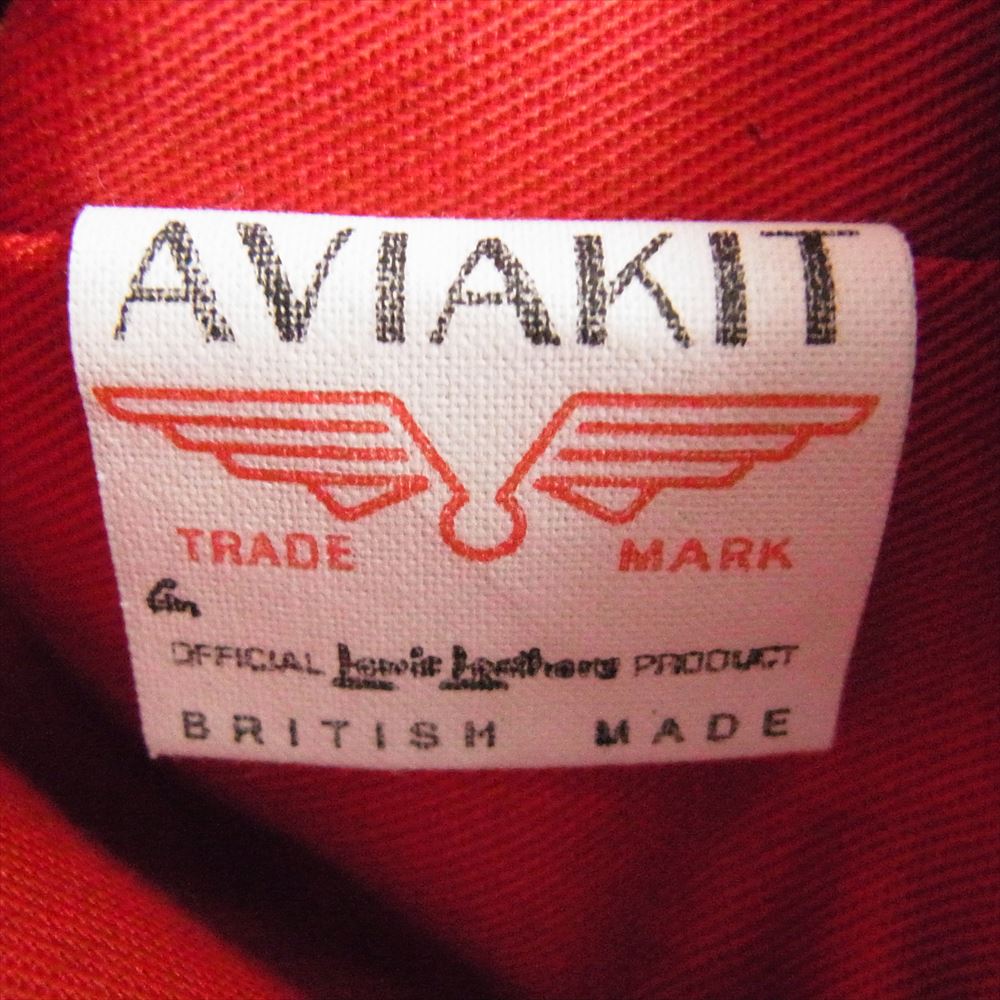 AVIAKIT
TRADE MARK
An
OFFICIAL Lewis Leathers PRODUCT
BRITISH MADE